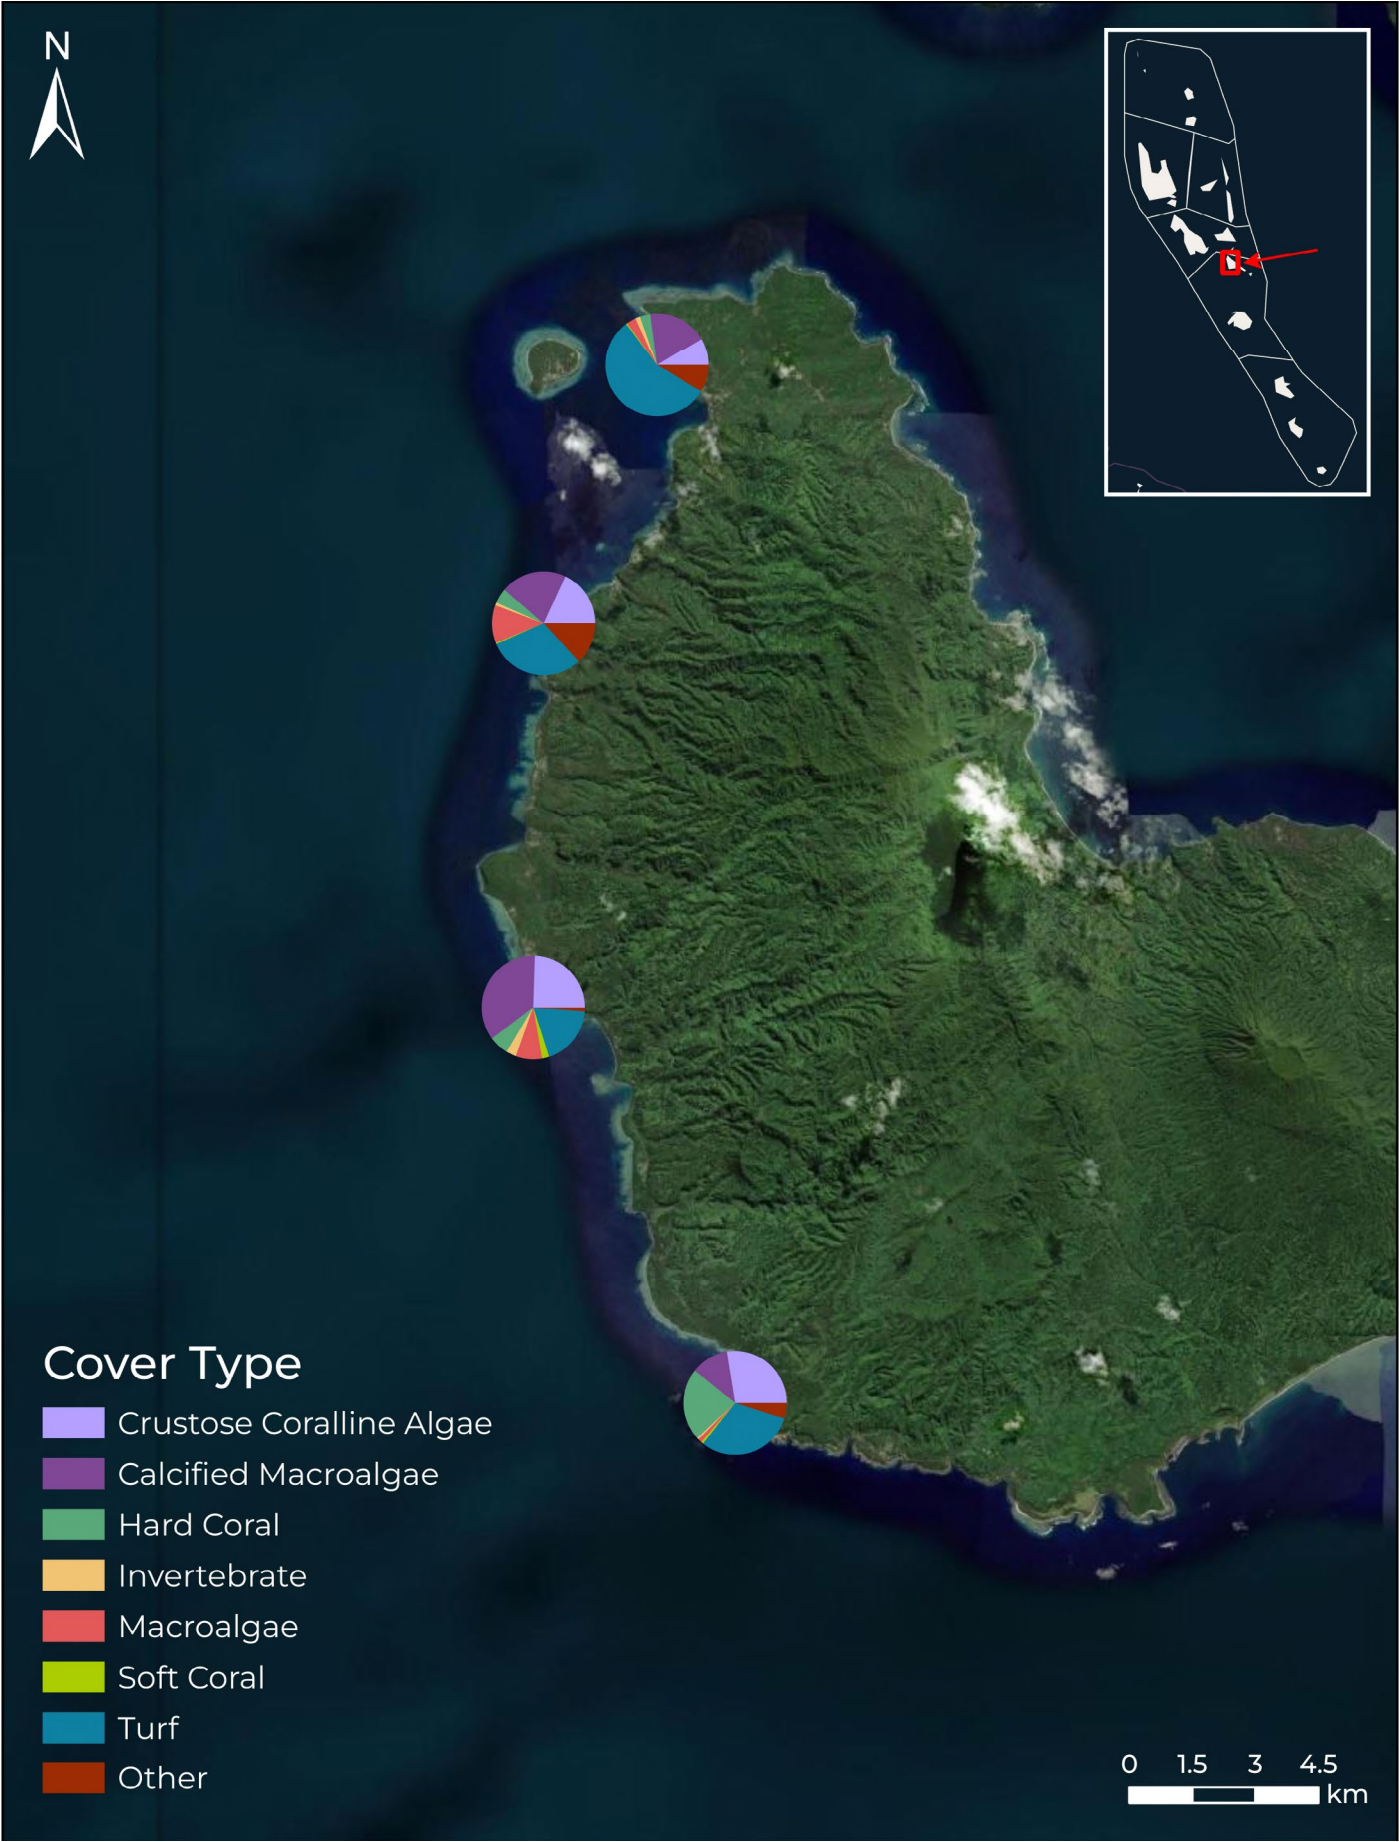 N
Cover Type
Crustose Coralline Algae
Calcified Macroalgae
Hard Coral
Invertebrate
Macroalgae
Soft Coral
Turf
Other
0 1.5 3 4.5
km